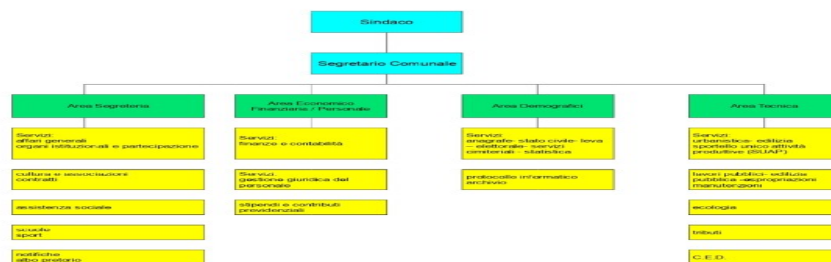 Sindaco
Segretario Comunale
Area Segreteria
Servizi:
affari generali
organi istituzionali e partecipazione
cultura e associazioni
contratti
assistenza sociale
scuole
sport
notifiche
albo pretorio
Area Economico
Finanziaria / Personale
Servizi:
finanze e contabilità
Servizi:
gestione giuridica del
personale
stipendi e contributi
previdenziali
Area Demografici
Servizi:
anagrafe- stato civile- leva
– elettorale- servizi
cimiteriali- statistica
protocollo informatico
archivio
Area Tecnica
Servizi:
urbanistica- edilizia
sportello unico attività
produttive (SUAP)
lavori pubblici- edilizia
pubblica –espropriazioni
manutenzioni
ecologia
tributi
C.E.D.